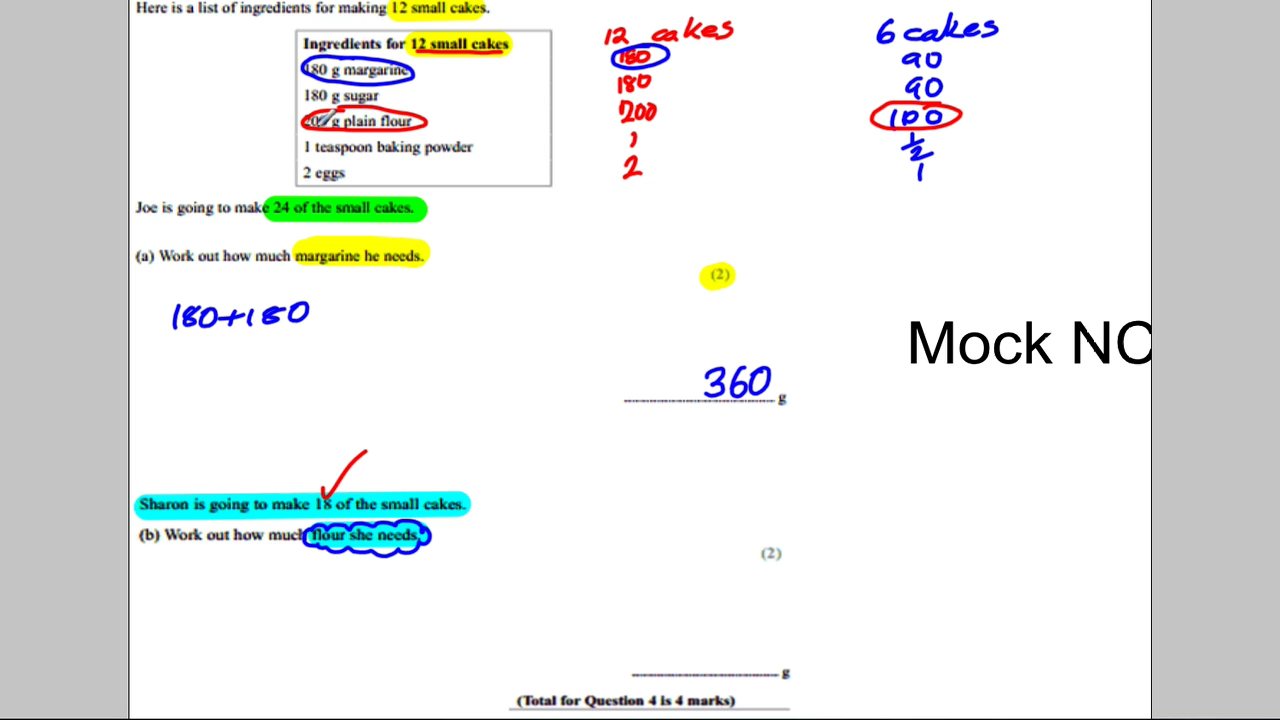 Here is a list of ingredients for making 12 small cakes.
12 cakes
6 cakes
Ingredients for 12 small cakes
180 g margarine
180
90
180 g sugar
180
90
g plain flour
200
100
1 teaspoon baking powder
1
1/2
2 eggs
2
1
Joe is going to make 24 of the small cakes.
(a) Work out how much margarine he needs.
(2)
180+180
Mock NC
360
g
Sharon is going to make 18 of the small cakes.
(b) Work out how much flour she needs.
(2)
g
(Total for Question 4 is 4 marks)